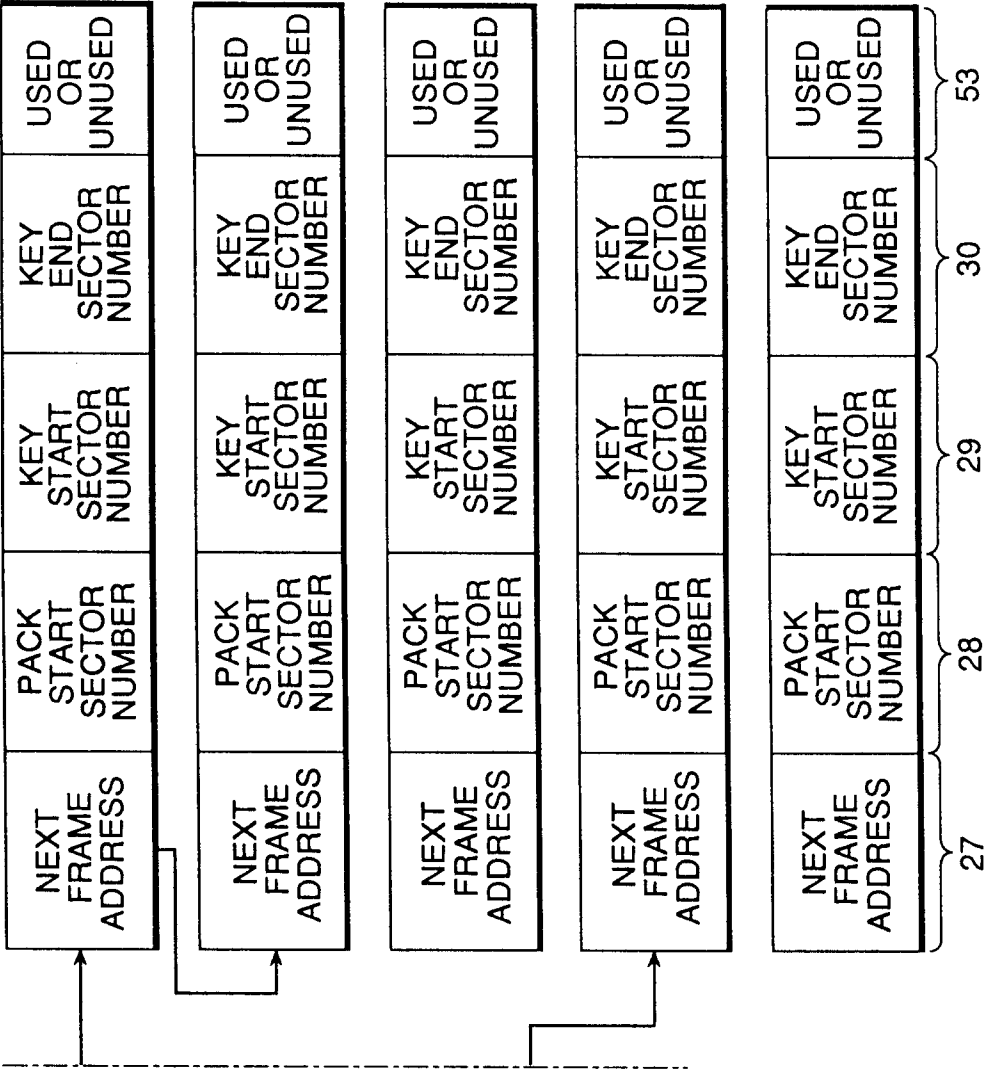 NEXT
FRAME
ADDRESS
PACK
START
SECTOR
NUMBER
KEY
START
SECTOR
NUMBER
KEY
END
SECTOR
NUMBER
USED
OR
UNUSED
NEXT
FRAME
ADDRESS
PACK
START
SECTOR
NUMBER
KEY
START
SECTOR
NUMBER
KEY
END
SECTOR
NUMBER
USED
OR
UNUSED
NEXT
FRAME
ADDRESS
PACK
START
SECTOR
NUMBER
KEY
START
SECTOR
NUMBER
KEY
END
SECTOR
NUMBER
USED
OR
UNUSED
NEXT
FRAME
ADDRESS
PACK
START
SECTOR
NUMBER
KEY
START
SECTOR
NUMBER
KEY
END
SECTOR
NUMBER
USED
OR
UNUSED
NEXT
FRAME
ADDRESS
PACK
START
SECTOR
NUMBER
KEY
START
SECTOR
NUMBER
KEY
END
SECTOR
NUMBER
USED
OR
UNUSED
27
28
29
30
53